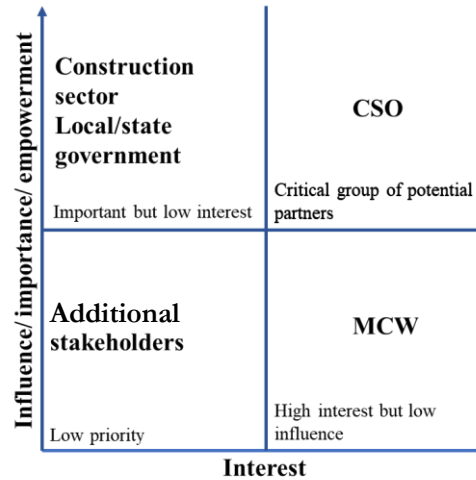 Influence/ importance/ empowerment
Construction
sector
Local/state
government
Important but low interest
CSO
Critical group of potential
partners
Additional
stakeholders
Low priority
MCW
High interest but low
influence
Interest